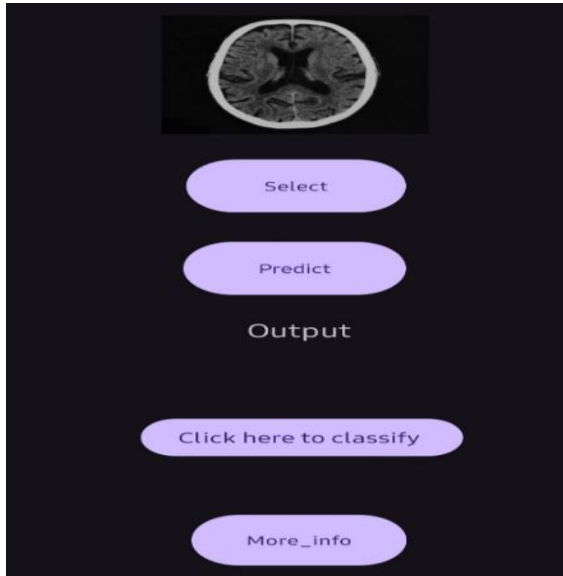 Select
Predict
Output
Click here to classify
More_info